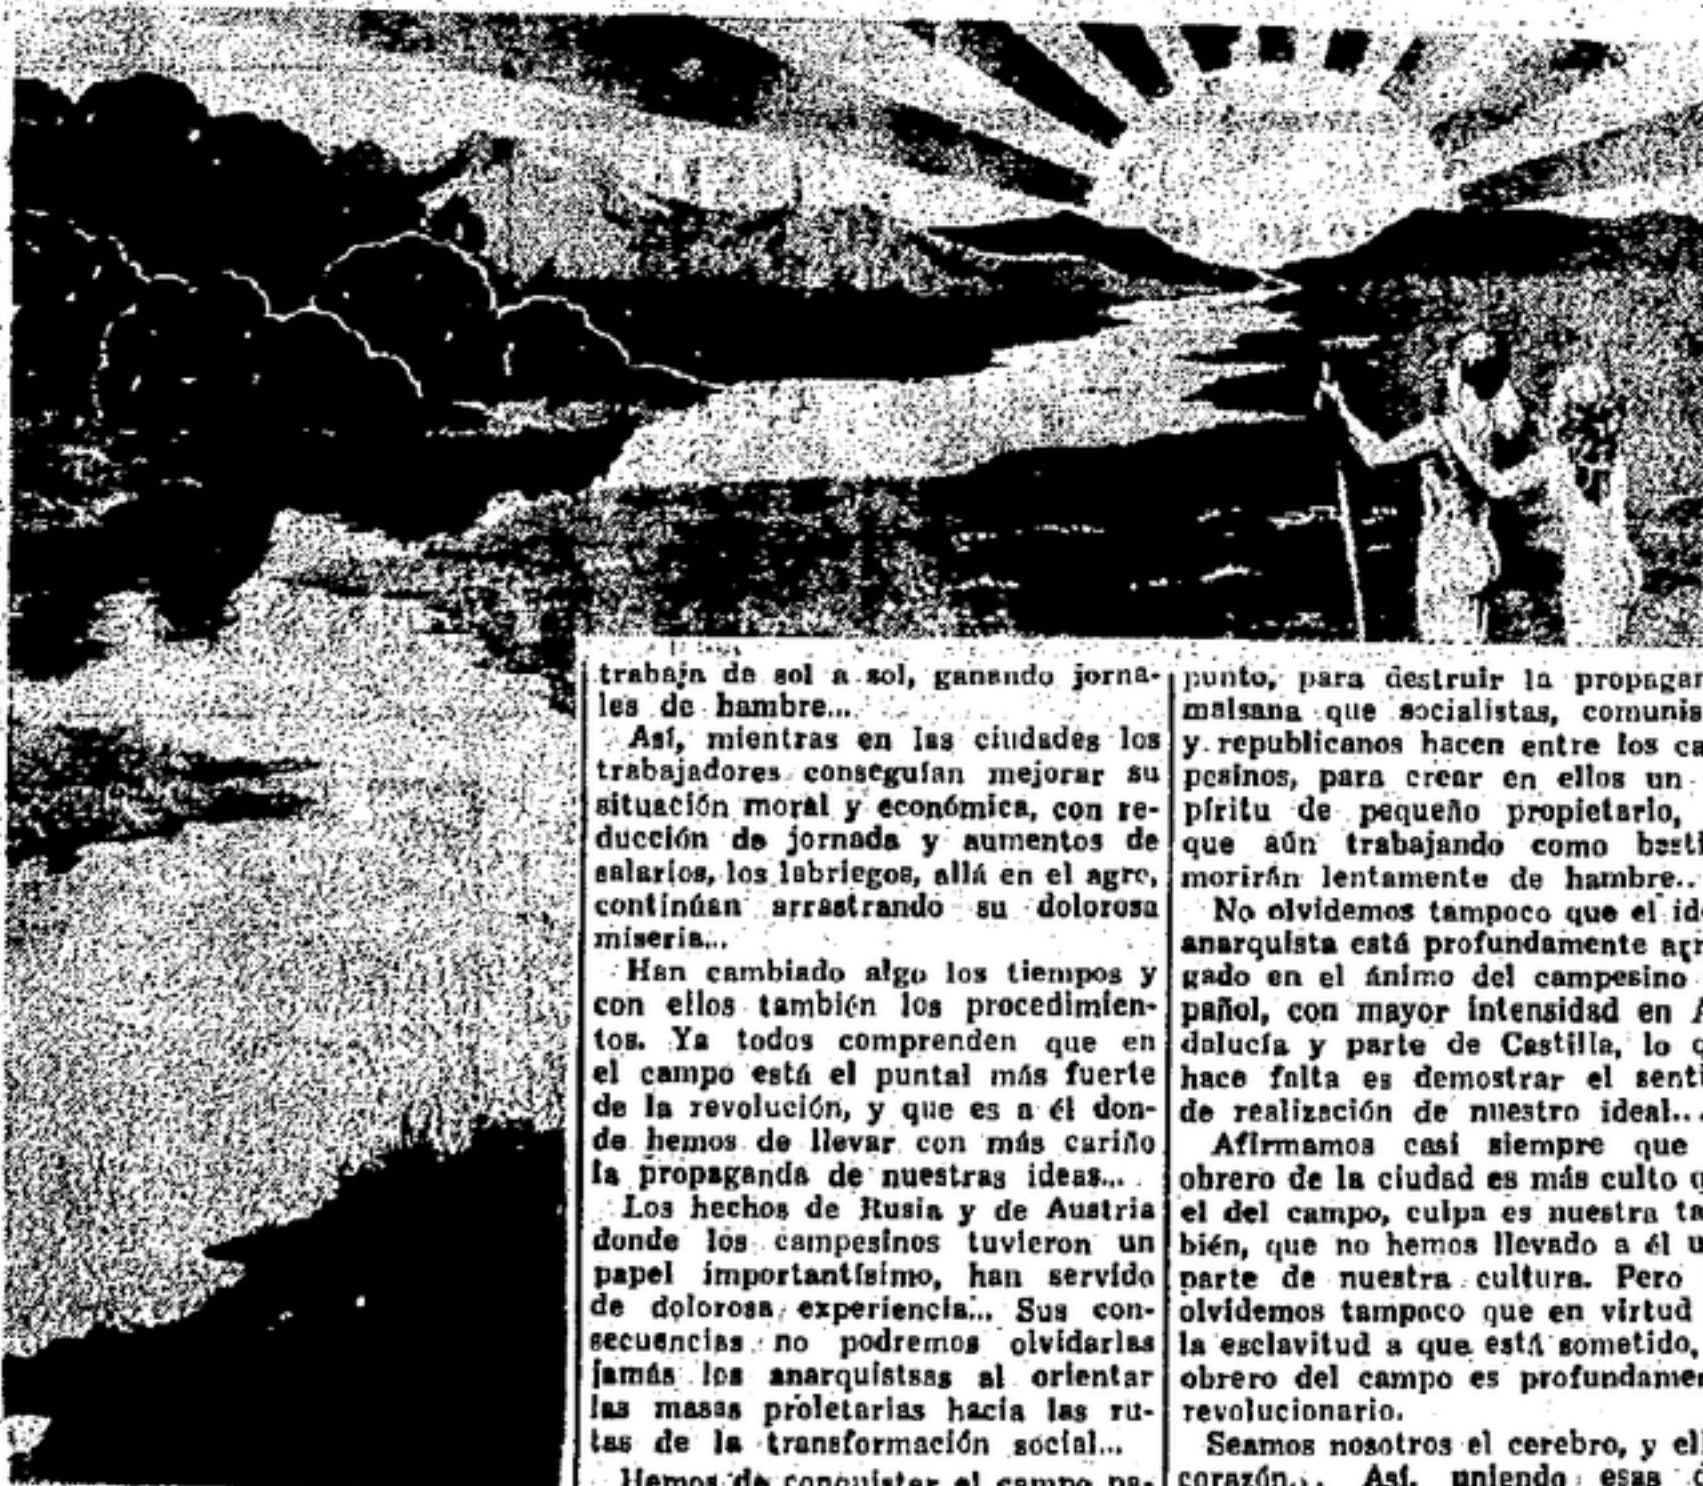 trabaja de sol a sol, ganando jorna-
les de hambre...
Así, mientras en las ciudades los
trabajadores conseguían mejorar su
situación moral y económica, con re-
ducción de jornada y aumentos de
salarios, los labriegos, allá en el agro,
continúan arrastrando su dolorosa
miseria...
Han cambiado algo los tiempos y
con ellos también los procedimien-
tos. Ya todos comprenden que en
el campo está el puntal más fuerte
de la revolución, y que es a él don-
de hemos de llevar con más cariño
la propaganda de nuestras ideas...
Los hechos de Rusia y de Austria
donde los campesinos tuvieron un
papel importantísimo, han servido
de dolorosa experiencia... Sus con-
secuencias no podremos olvidarlas
jamás los anarquistsas al orientar
las masas proletarias hacia las ru-
tas de la transformación social...
Hemos de conquistar el campo pa-
punto, para destruir la propagan
malsana que socialistas, comunis
y republicanos hacen entre los ca
pesinos, para crear en ellos un
píritu de pequeño propietario,
que aún trabajando como besti
morirán lentamente de hambre..
No olvidemos tampoco que el ide
anarquista está profundamente arr
gado en el ánimo del campesino
pañol, con mayor intensidad en A
dalucía y parte de Castilla, lo q
hace falta es demostrar el senti
de realización de nuestro ideal...
Afirmamos casi siempre que
obrero de la ciudad es más culto q
el del campo, culpa es nuestra ta
bién, que no hemos llevado a él u
parte de nuestra cultura. Pero
olvidemos tampoco que en virtud
la esclavitud a que está sometido,
obrero del campo es profundame
revolucionario.
Seamos nosotros el cerebro, y el
corazón... Así, uniendo esas d